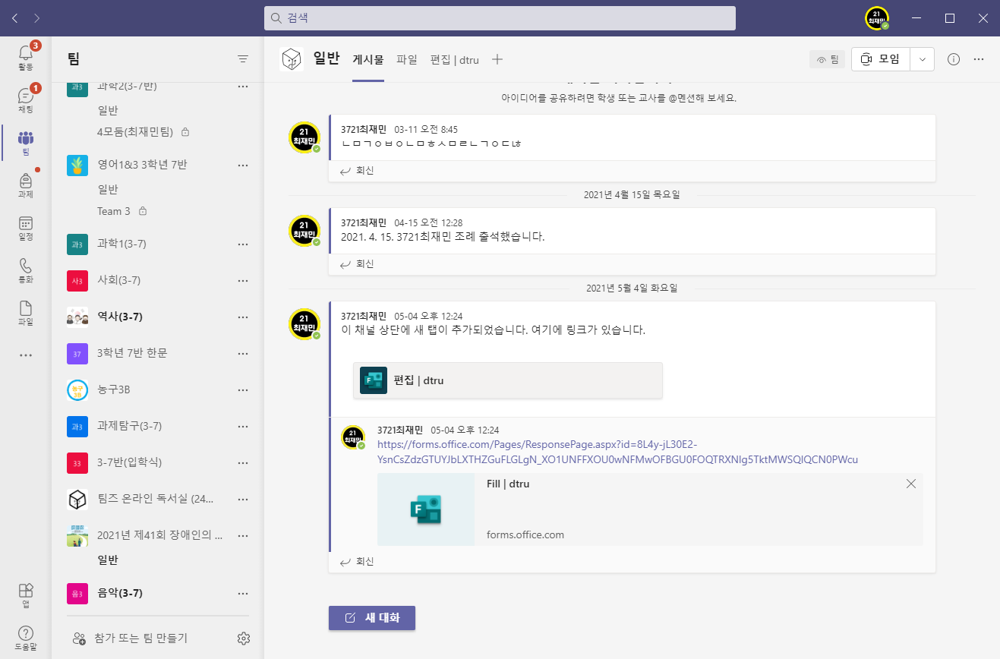 검색
21
최재민
3
활동
1
채팅
팀
과제
일정
통화
파일
앱
도움말
팀
과3 과학2(3-7반)
일반
4모둠(최재민팀)
영어1&3 3학년 7반
일반
Team 3
과3 과학1(3-7)
사3 사회(3-7)
역사(3-7)
37 3학년 7반 한문
농구 3B 농구3B
과3 과제탐구(3-7)
33 3-7반(입학식)
팀즈 온라인 독서실 (24...
2021년 제41회 장애인의 ...
일반
음3 음악(3-7)
참가 또는 팀 만들기
일반 게시물 파일 편집 | dtru
팀 모임
아이디어를 공유하려면 학생 또는 교사를 @멘션해 보세요.
21
최재민
3721최재민 03-11 오전 8:45
ㄴㅁㄱㅇㅂㅇㄴㅁㅎㅅㅁㄹㄴㄱㅇㄷㄶ
회신
2021년 4월 15일 목요일
21
최재민
3721최재민 04-15 오전 12:28
2021. 4. 15. 3721최재민 조례 출석했습니다.
회신
2021년 5월 4일 화요일
21
최재민
3721최재민 05-04 오후 12:24
이 채널 상단에 새 탭이 추가되었습니다. 여기에 링크가 있습니다.
F 편집 | dtru
21
최재민
3721최재민 05-04 오후 12:24
https://forms.office.com/Pages/ResponsePage.aspx?id=8L4y-jL30E2-
YsnCsZdzGTUYJbLXTHZGuFLGLgN_XO1UNFFXOU0wNFMwOFBGU0FOQTRXNlg5TktMWSQlQCN0PWcu
Fill | dtru
F
forms.office.com
회신
새 대화